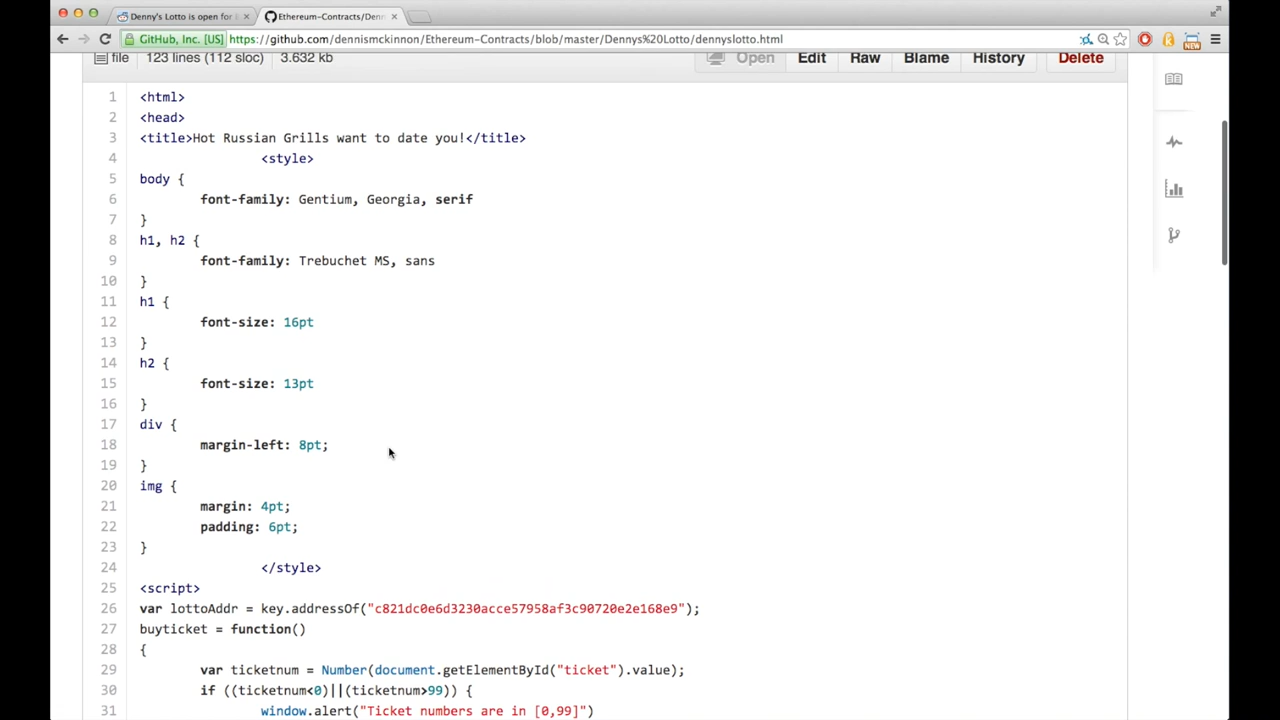 Denny's Lotto is open for
Ethereum-Contracts/Denn
GitHub, Inc. [US] https://github.com/dennismckinnon/Ethereum-Contracts/blob/master/Dennys%20Lotto/dennyslotto.html
NEW
file 123 lines (112 sloc) 3.632 kb Open Edit Raw Blame History Delete
1 <html>
2 <head>
3 <title>Hot Russian Grills want to date you!</title>
4 <style>
5 body {
6 font-family: Gentium, Georgia, serif
7 }
8 h1, h2 {
9 font-family: Trebuchet MS, sans
10 }
11 h1 {
12 font-size: 16pt
13 }
14 h2 {
15 font-size: 13pt
16 }
17 div {
18 margin-left: 8pt;
19 }
20 img {
21 margin: 4pt;
22 padding: 6pt;
23 }
24 </style>
25 <script>
26 var lottoAddr = key.addressOf("c821dc0e6d3230acce57958af3c90720e2e168e9");
27 buyticket = function()
28 {
29 var ticketnum = Number(document.getElementById("ticket").value);
30 if ((ticketnum<0)||(ticketnum>99)) {
31 window.alert("Ticket numbers are in [0,99]")